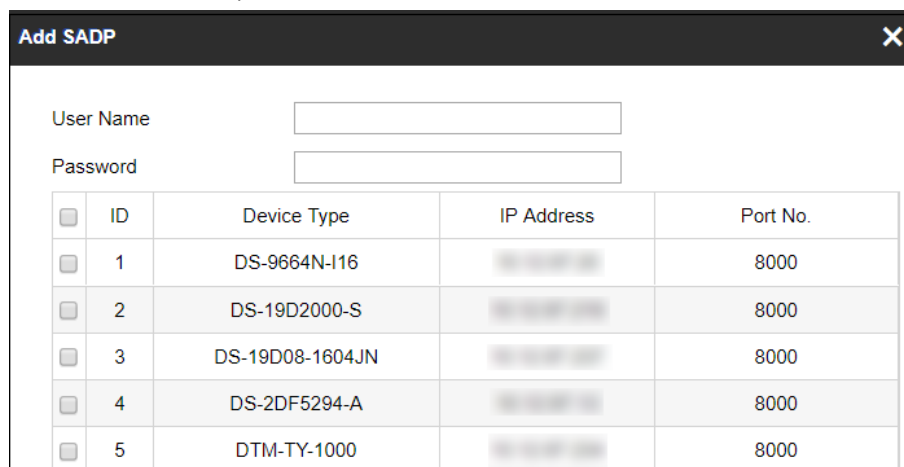 Add SADP
User Name
Password
ID Device Type IP Address Port No.
1 DS-9664N-I16 8000
2 DS-19D2000-S 8000
3 DS-19D08-1604JN 8000
4 DS-2DF5294-A 8000
5 DTM-TY-1000 8000